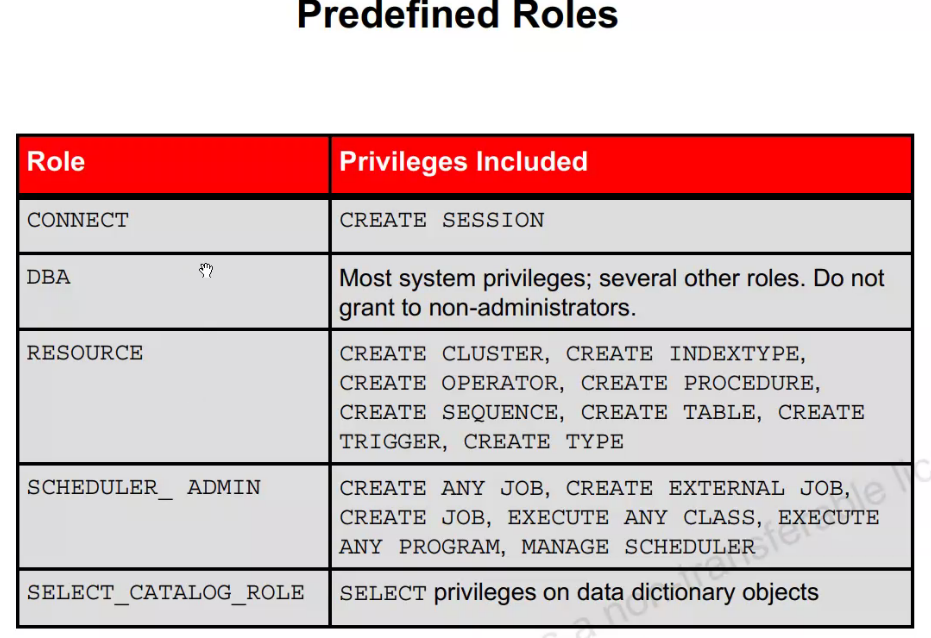 Predefined Roles
Role
Privileges Included
CONNECT
CREATE SESSION
DBA
Most system privileges; several other roles. Do not
grant to non-administrators.
RESOURCE
CREATE CLUSTER, CREATE INDEXTYPE,
CREATE OPERATOR, CREATE PROCEDURE,
CREATE SEQUENCE, CREATE TABLE, CREATE
TRIGGER, CREATE TYPE
SCHEDULER_ ADMIN
CREATE ANY JOB, CREATE EXTERNAL JOB,
CREATE JOB, EXECUTE ANY CLASS, EXECUTE
ANY PROGRAM, MANAGE SCHEDULER
SELECT_CATALOG_ROLE
SELECT privileges on data dictionary objects
a non-transferable